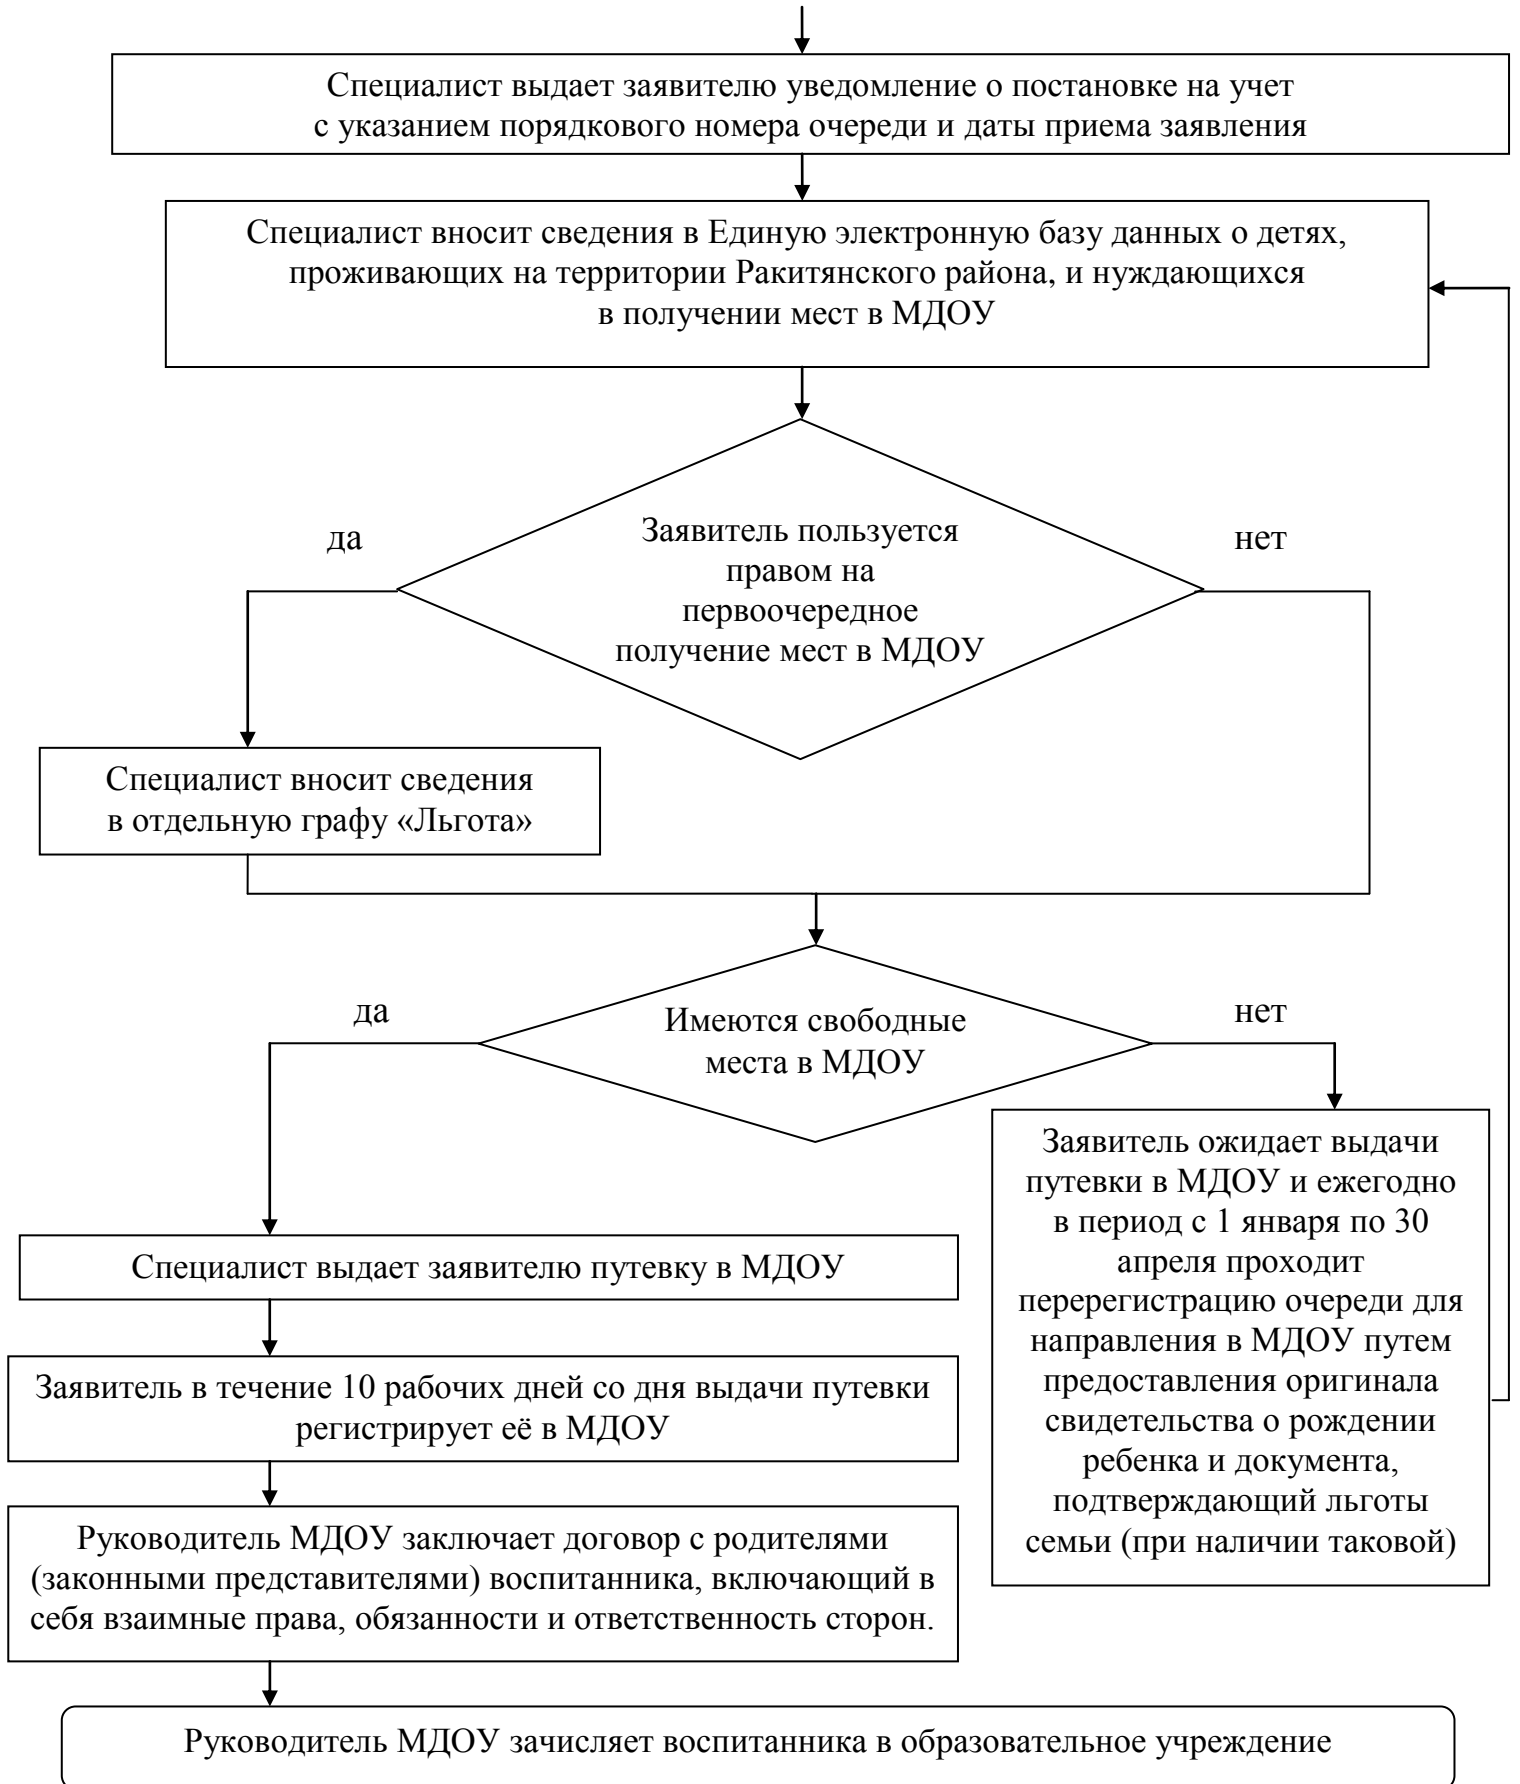 Специалист выдает заявителю уведомление о постановке на учет
с указанием порядкового номера очереди и даты приема заявления
Специалист вносит сведения в Единую электронную базу данных о детях,
проживающих на территории Ракитянского района, и нуждающихся
в получении мест в МДОУ
да
Заявитель пользуется
правом на
первоочередное
получение мест в МДОУ
нет
Специалист вносит сведения
в отдельную графу «Льгота»
да
Имеются свободные
места в МДОУ
нет
Заявитель ожидает выдачи
путевки в МДОУ и ежегодно
в период с 1 января по 30
апреля проходит
перерегистрацию очереди для
направления в МДОУ путем
предоставления оригинала
свидетельства о рождении
ребенка и документа,
подтверждающий льготы
семьи (при наличии таковой)
Специалист выдает заявителю путевку в МДОУ
Заявитель в течение 10 рабочих дней со дня выдачи путевки
регистрирует её в МДОУ
Руководитель МДОУ заключает договор с родителями
(законными представителями) воспитанника, включающий в
себя взаимные права, обязанности и ответственность сторон.
Руководитель МДОУ зачисляет воспитанника в образовательное учреждение